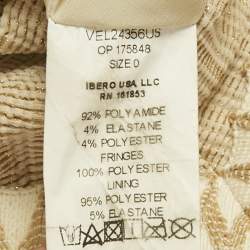 VEL24356US
OP 175848
SIZE 0
IBERO USA, LLC
RN 161853
92% POLYAMIDE
4% ELASTANE
4% POLYESTER
FRINGES
100% POLYESTER
LINING
95% POLYESTER
5% ELASTANE